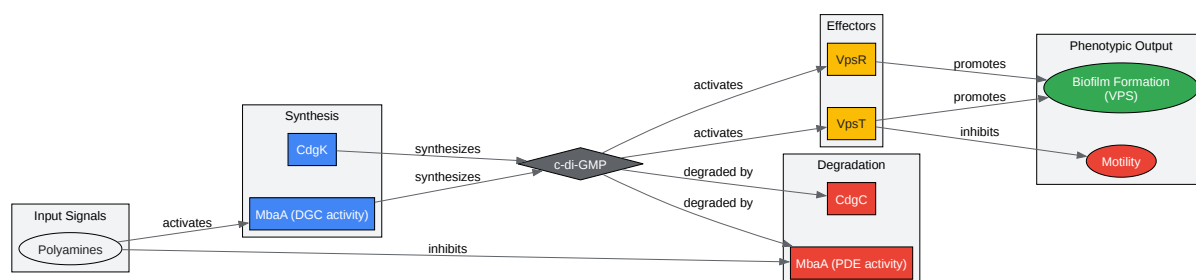 Input Signals
Polyamines
activates
inhibits
Synthesis
CdgK
MbaA (DGC activity)
synthesizes
synthesizes
c-di-GMP
activates
activates
degraded by
degraded by
Effectors
VpsR
VpsT
Degradation
CdgC
MbaA (PDE activity)
promotes
promotes
inhibits
Phenotypic Output
Biofilm Formation
(VPS)
Motility